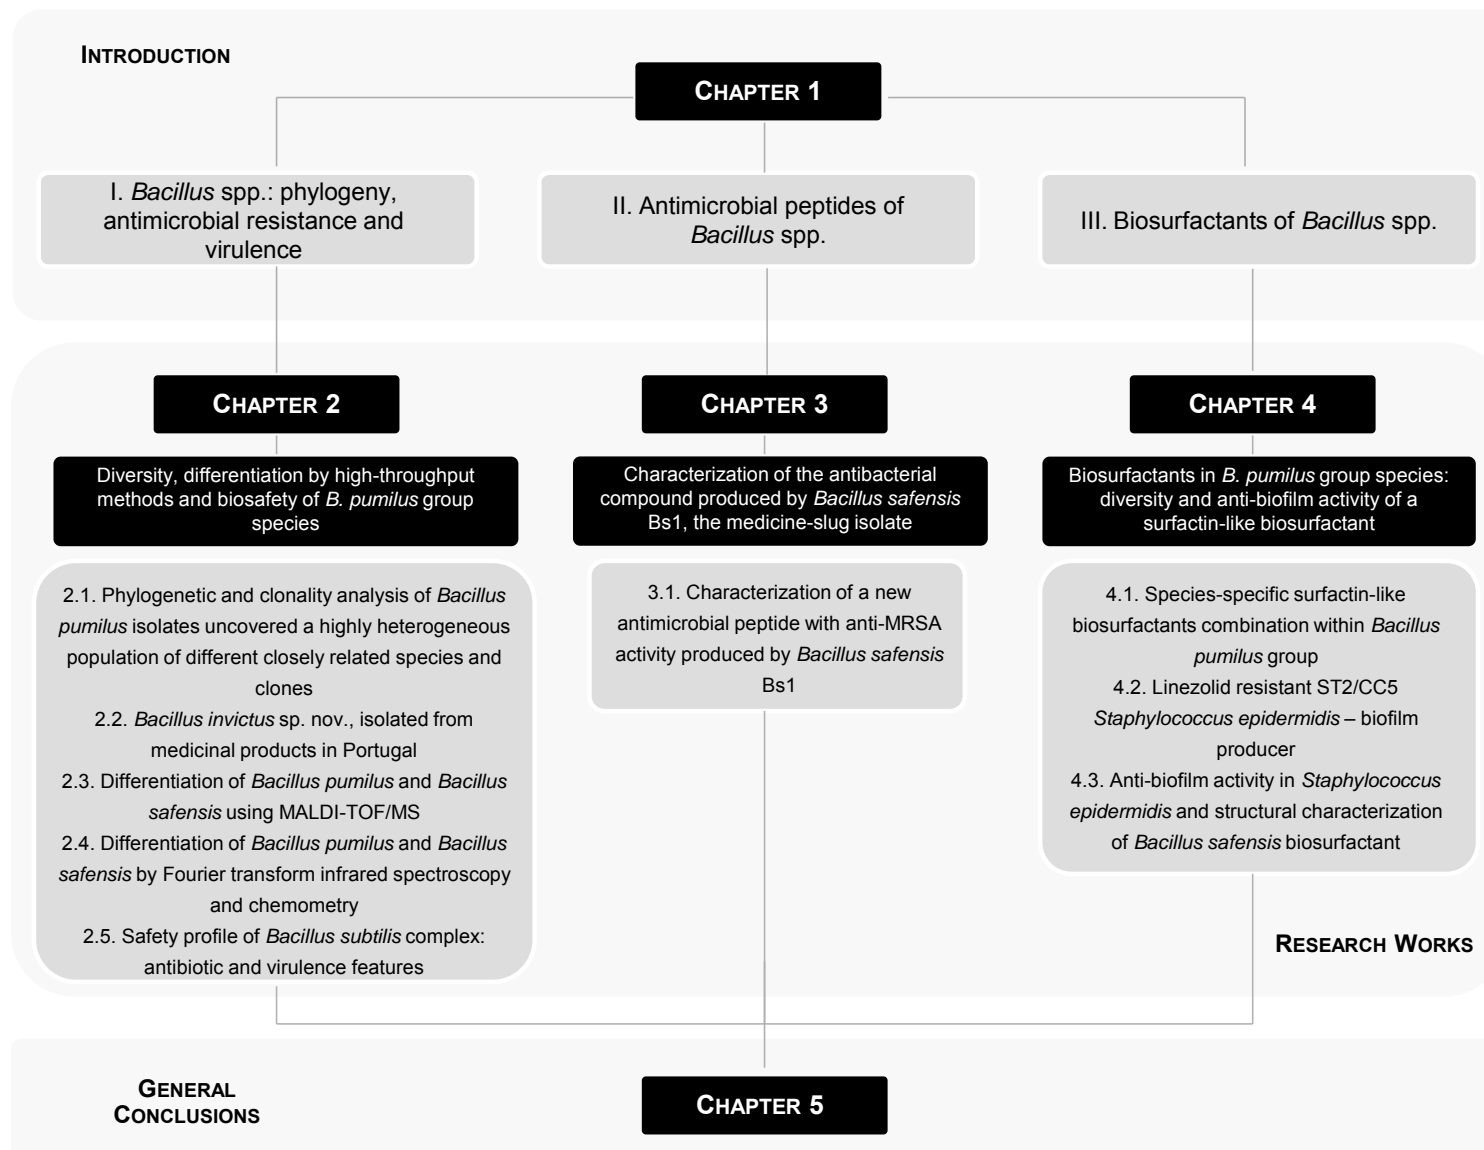 INTRODUCTION
CHAPTER 1
I. Bacillus spp.: phylogeny,
antimicrobial resistance and
virulence
II. Antimicrobial peptides of
Bacillus spp.
III. Biosurfactants of Bacillus spp.
CHAPTER 2
Diversity, differentiation by high-throughput
methods and biosafety of B. pumilus group
species
2.1. Phylogenetic and clonality analysis of Bacillus
pumilus isolates uncovered a highly heterogeneous
population of different closely related species and
clones
2.2. Bacillus invictus sp. nov., isolated from
medicinal products in Portugal
2.3. Differentiation of Bacillus pumilus and Bacillus
safensis using MALDI-TOF/MS
2.4. Differentiation of Bacillus pumilus and Bacillus
safensis by Fourier transform infrared spectroscopy
and chemometry
2.5. Safety profile of Bacillus subtilis complex:
antibiotic and virulence features
CHAPTER 3
Characterization of the antibacterial
compound produced by Bacillus safensis
Bs1, the medicine-slug isolate
3.1. Characterization of a new
antimicrobial peptide with anti-MRSA
activity produced by Bacillus safensis
Bs1
CHAPTER 4
Biosurfactants in B. pumilus group species:
diversity and anti-biofilm activity of a
surfactin-like biosurfactant
4.1. Species-specific surfactin-like
biosurfactants combination within Bacillus
pumilus group
4.2. Linezolid resistant ST2/CC5
Staphylococcus epidermidis – biofilm
producer
4.3. Anti-biofilm activity in Staphylococcus
epidermidis and structural characterization
of Bacillus safensis biosurfactant
RESEARCH WORKS
GENERAL
CONCLUSIONS
CHAPTER 5